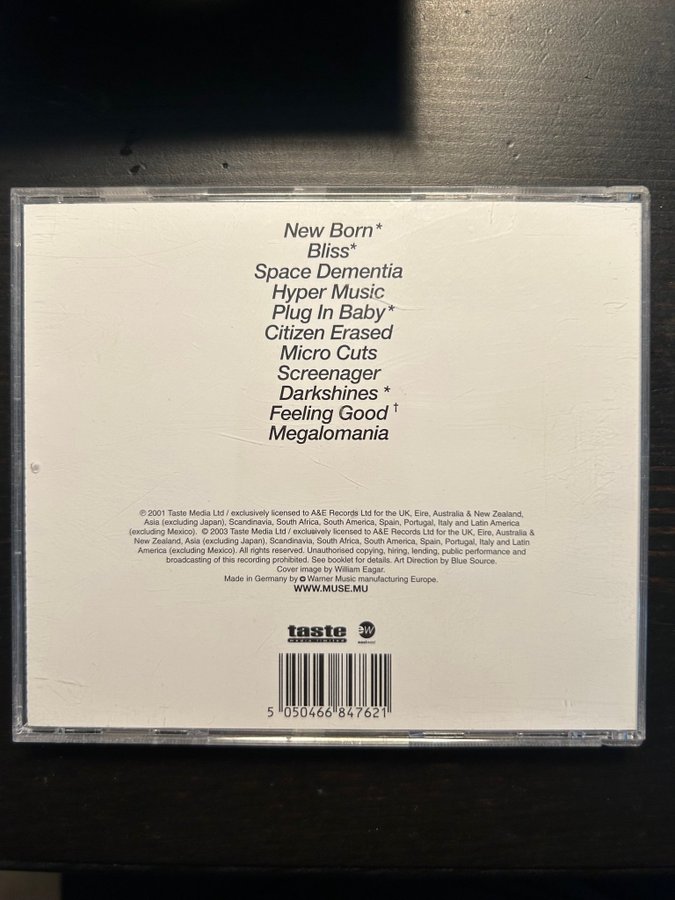 New Born*
Bliss*
Space Dementia
Hyper Music
Plug In Baby*
Citizen Erased
Micro Cuts
Screenager
Darkshines *
Feeling Good †
Megalomania
℗ 2001 Taste Media Ltd / exclusively licensed to A&E Records Ltd for the UK, Eire, Australia & New Zealand,
Asia (excluding Japan), Scandinavia, South Africa, South America, Spain, Portugal, Italy and Latin America
(excluding Mexico). © 2003 Taste Media Ltd / exclusively licensed to A&E Records Ltd for the UK, Eire, Australia &
New Zealand, Asia (excluding Japan), Scandinavia, South Africa, South America, Spain, Portugal, Italy and Latin
America (excluding Mexico). All rights reserved. Unauthorised copying, hiring, lending, public performance and
broadcasting of this recording prohibited. See booklet for details. Art Direction by Blue Source.
Cover image by William Eagar.
Made in Germany by Warner Music manufacturing Europe.
WWW.MUSE.MU
taste ew
media limited eastwest
5 050466 847621